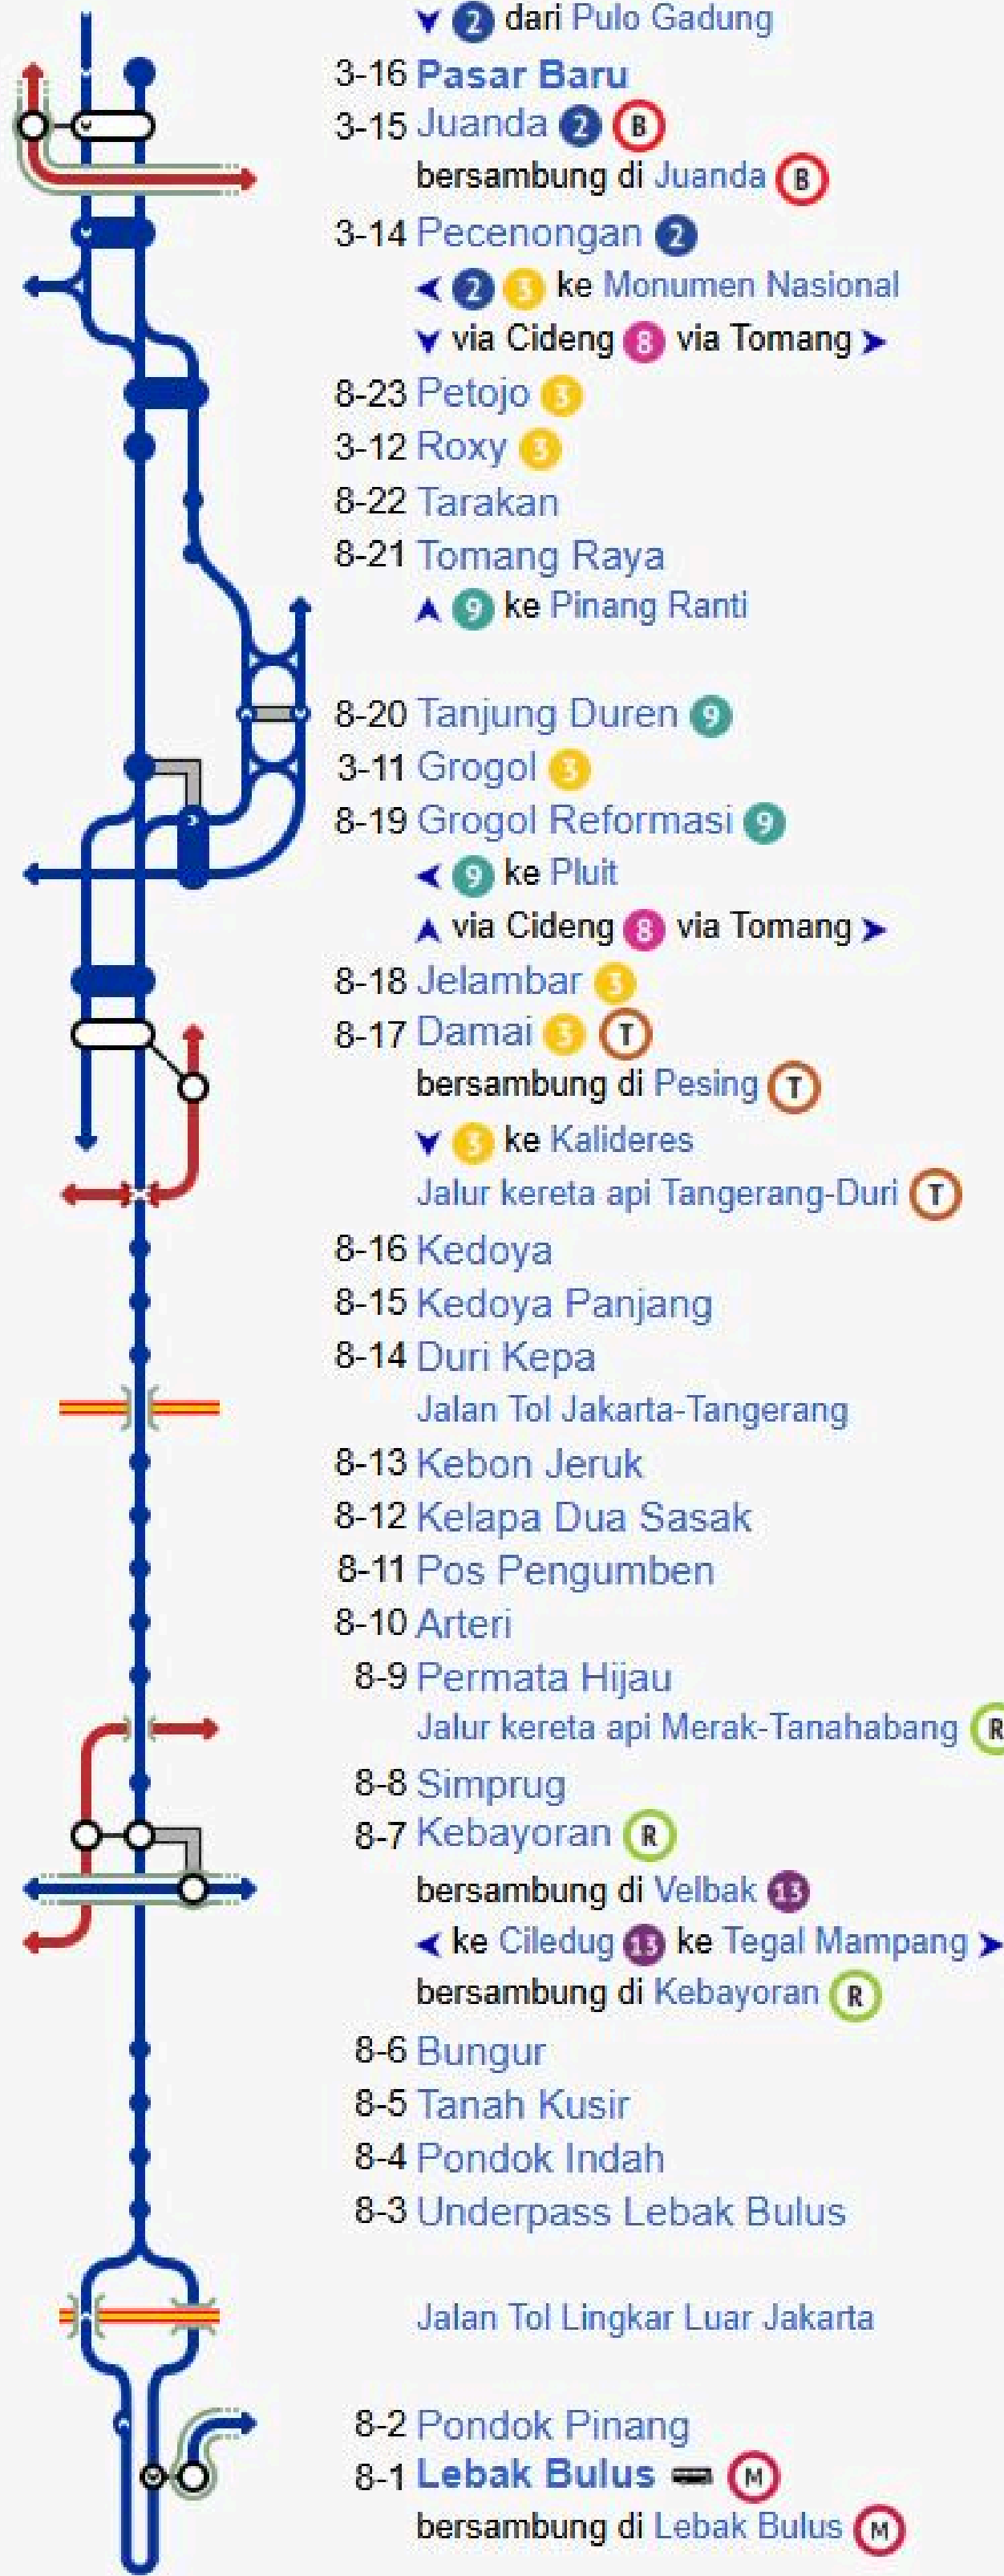 2 dari Pulo Gadung
3-16 Pasar Baru
3-15 Juanda 2 B
bersambung di Juanda B
3-14 Pecenongan 2
2 3 ke Monumen Nasional
via Cideng 8 via Tomang
8-23 Petojo 3
3-12 Roxy 3
8-22 Tarakan
8-21 Tomang Raya
9 ke Pinang Ranti
8-20 Tanjung Duren 9
3-11 Grogol 3
8-19 Grogol Reformasi 9
9 ke Pluit
via Cideng 8 via Tomang
8-18 Jelambar 3
8-17 Damai 3 T
bersambung di Pesing T
3 ke Kalideres
Jalur kereta api Tangerang-Duri T
8-16 Kedoya
8-15 Kedoya Panjang
8-14 Duri Kepa
Jalan Tol Jakarta-Tangerang
8-13 Kebon Jeruk
8-12 Kelapa Dua Sasak
8-11 Pos Pengumben
8-10 Arteri
8-9 Permata Hijau
Jalur kereta api Merak-Tanahabang R
8-8 Simprug
8-7 Kebayoran R
bersambung di Velbak 13
ke Ciledug 13 ke Tegal Mampang
bersambung di Kebayoran R
8-6 Bungur
8-5 Tanah Kusir
8-4 Pondok Indah
8-3 Underpass Lebak Bulus
Jalan Tol Lingkar Luar Jakarta
8-2 Pondok Pinang
8-1 Lebak Bulus M
bersambung di Lebak Bulus M